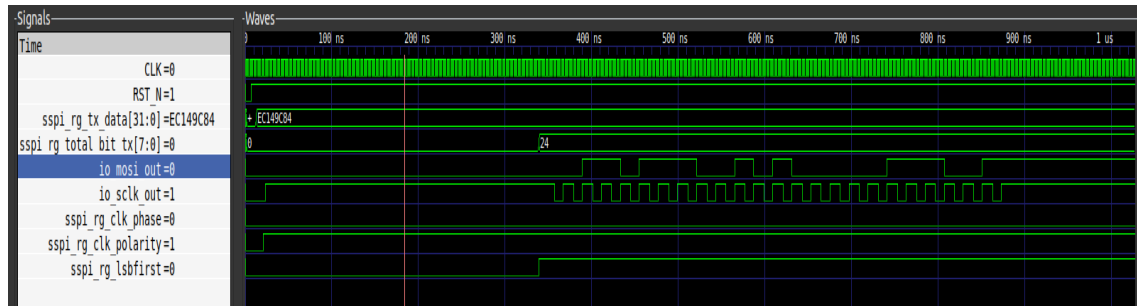 Signals
Waves
Time
0 100 ns 200 ns 300 ns 400 ns 500 ns 600 ns 700 ns 800 ns 900 ns 1 us
CLK=0
RST_N=1
sspi_rg_tx_data[31:0]=EC149C84
+ EC149C84
sspi_rg_total_bit_tx[7:0]=0
0 24
io_mosi_out=0
io_sclk_out=1
sspi_rg_clk_phase=0
sspi_rg_clk_polarity=1
sspi_rg_lsbfirst=0